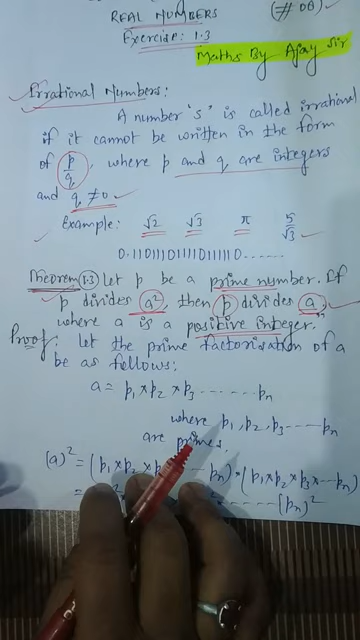 REAL NUMBERS
(# 08)
Exercise: 1.3
Maths By Ajay Sir
Irrational Numbers:
A number 's' is called irrational
if it cannot be written in the form
of p/q, where p and q are integers
and q ≠ 0
Example: √2 √3 π 5/√3
0.11011101111011110......
Theorem (1.3) Let p be a prime number. If
p divides a², then p divides a,
where a is a positive integer.
Proof: Let the prime factorisation of a
be as follows:
a = p₁ × p₂ × p₃ ....... pn
where p₁, p₂, p₃ ..... pn
are primes.
(a)² = (p₁ × p₂ × p₃ ... pn) × (p₁ × p₂ × p₃ × ... pn)
= ...... (pn)²